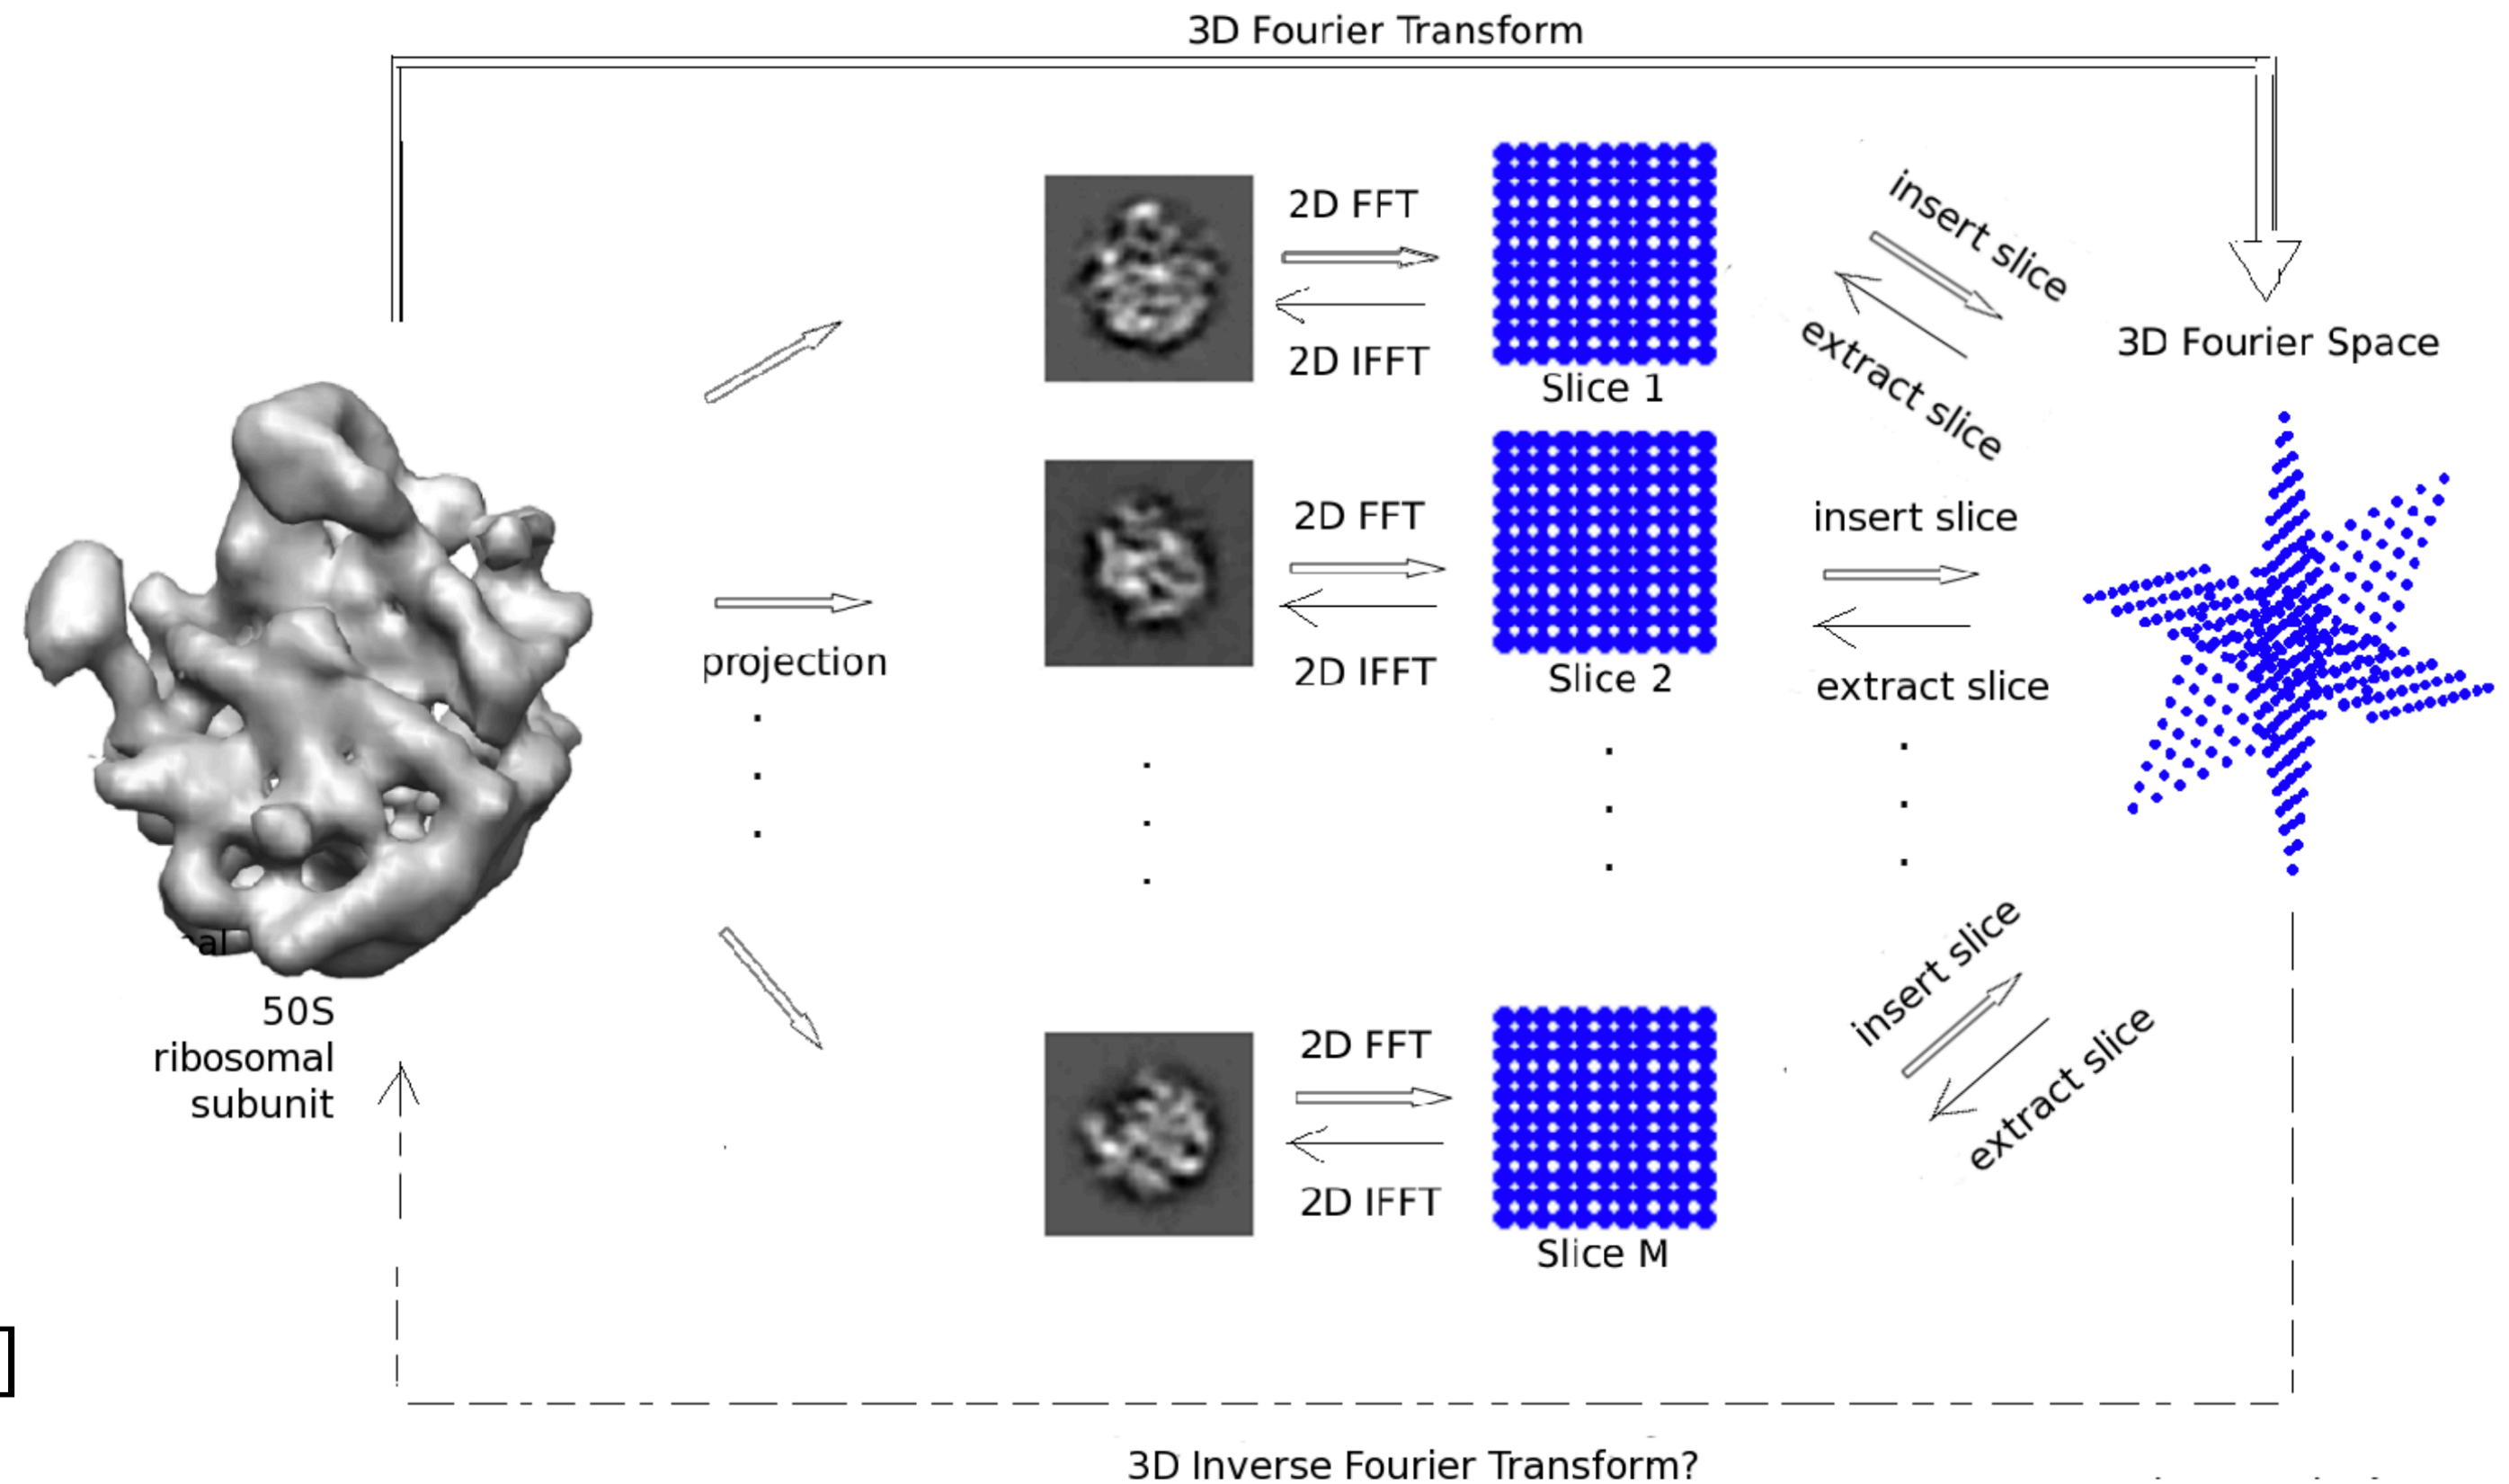 3D Fourier Transform
2D FFT
2D IFFT
Slice 1
insert slice
extract slice
3D Fourier Space
2D FFT
2D IFFT
Slice 2
insert slice
extract slice
projection
al
50S
ribosomal
subunit
2D FFT
2D IFFT
Slice M
insert slice
extract slice
]
3D Inverse Fourier Transform?